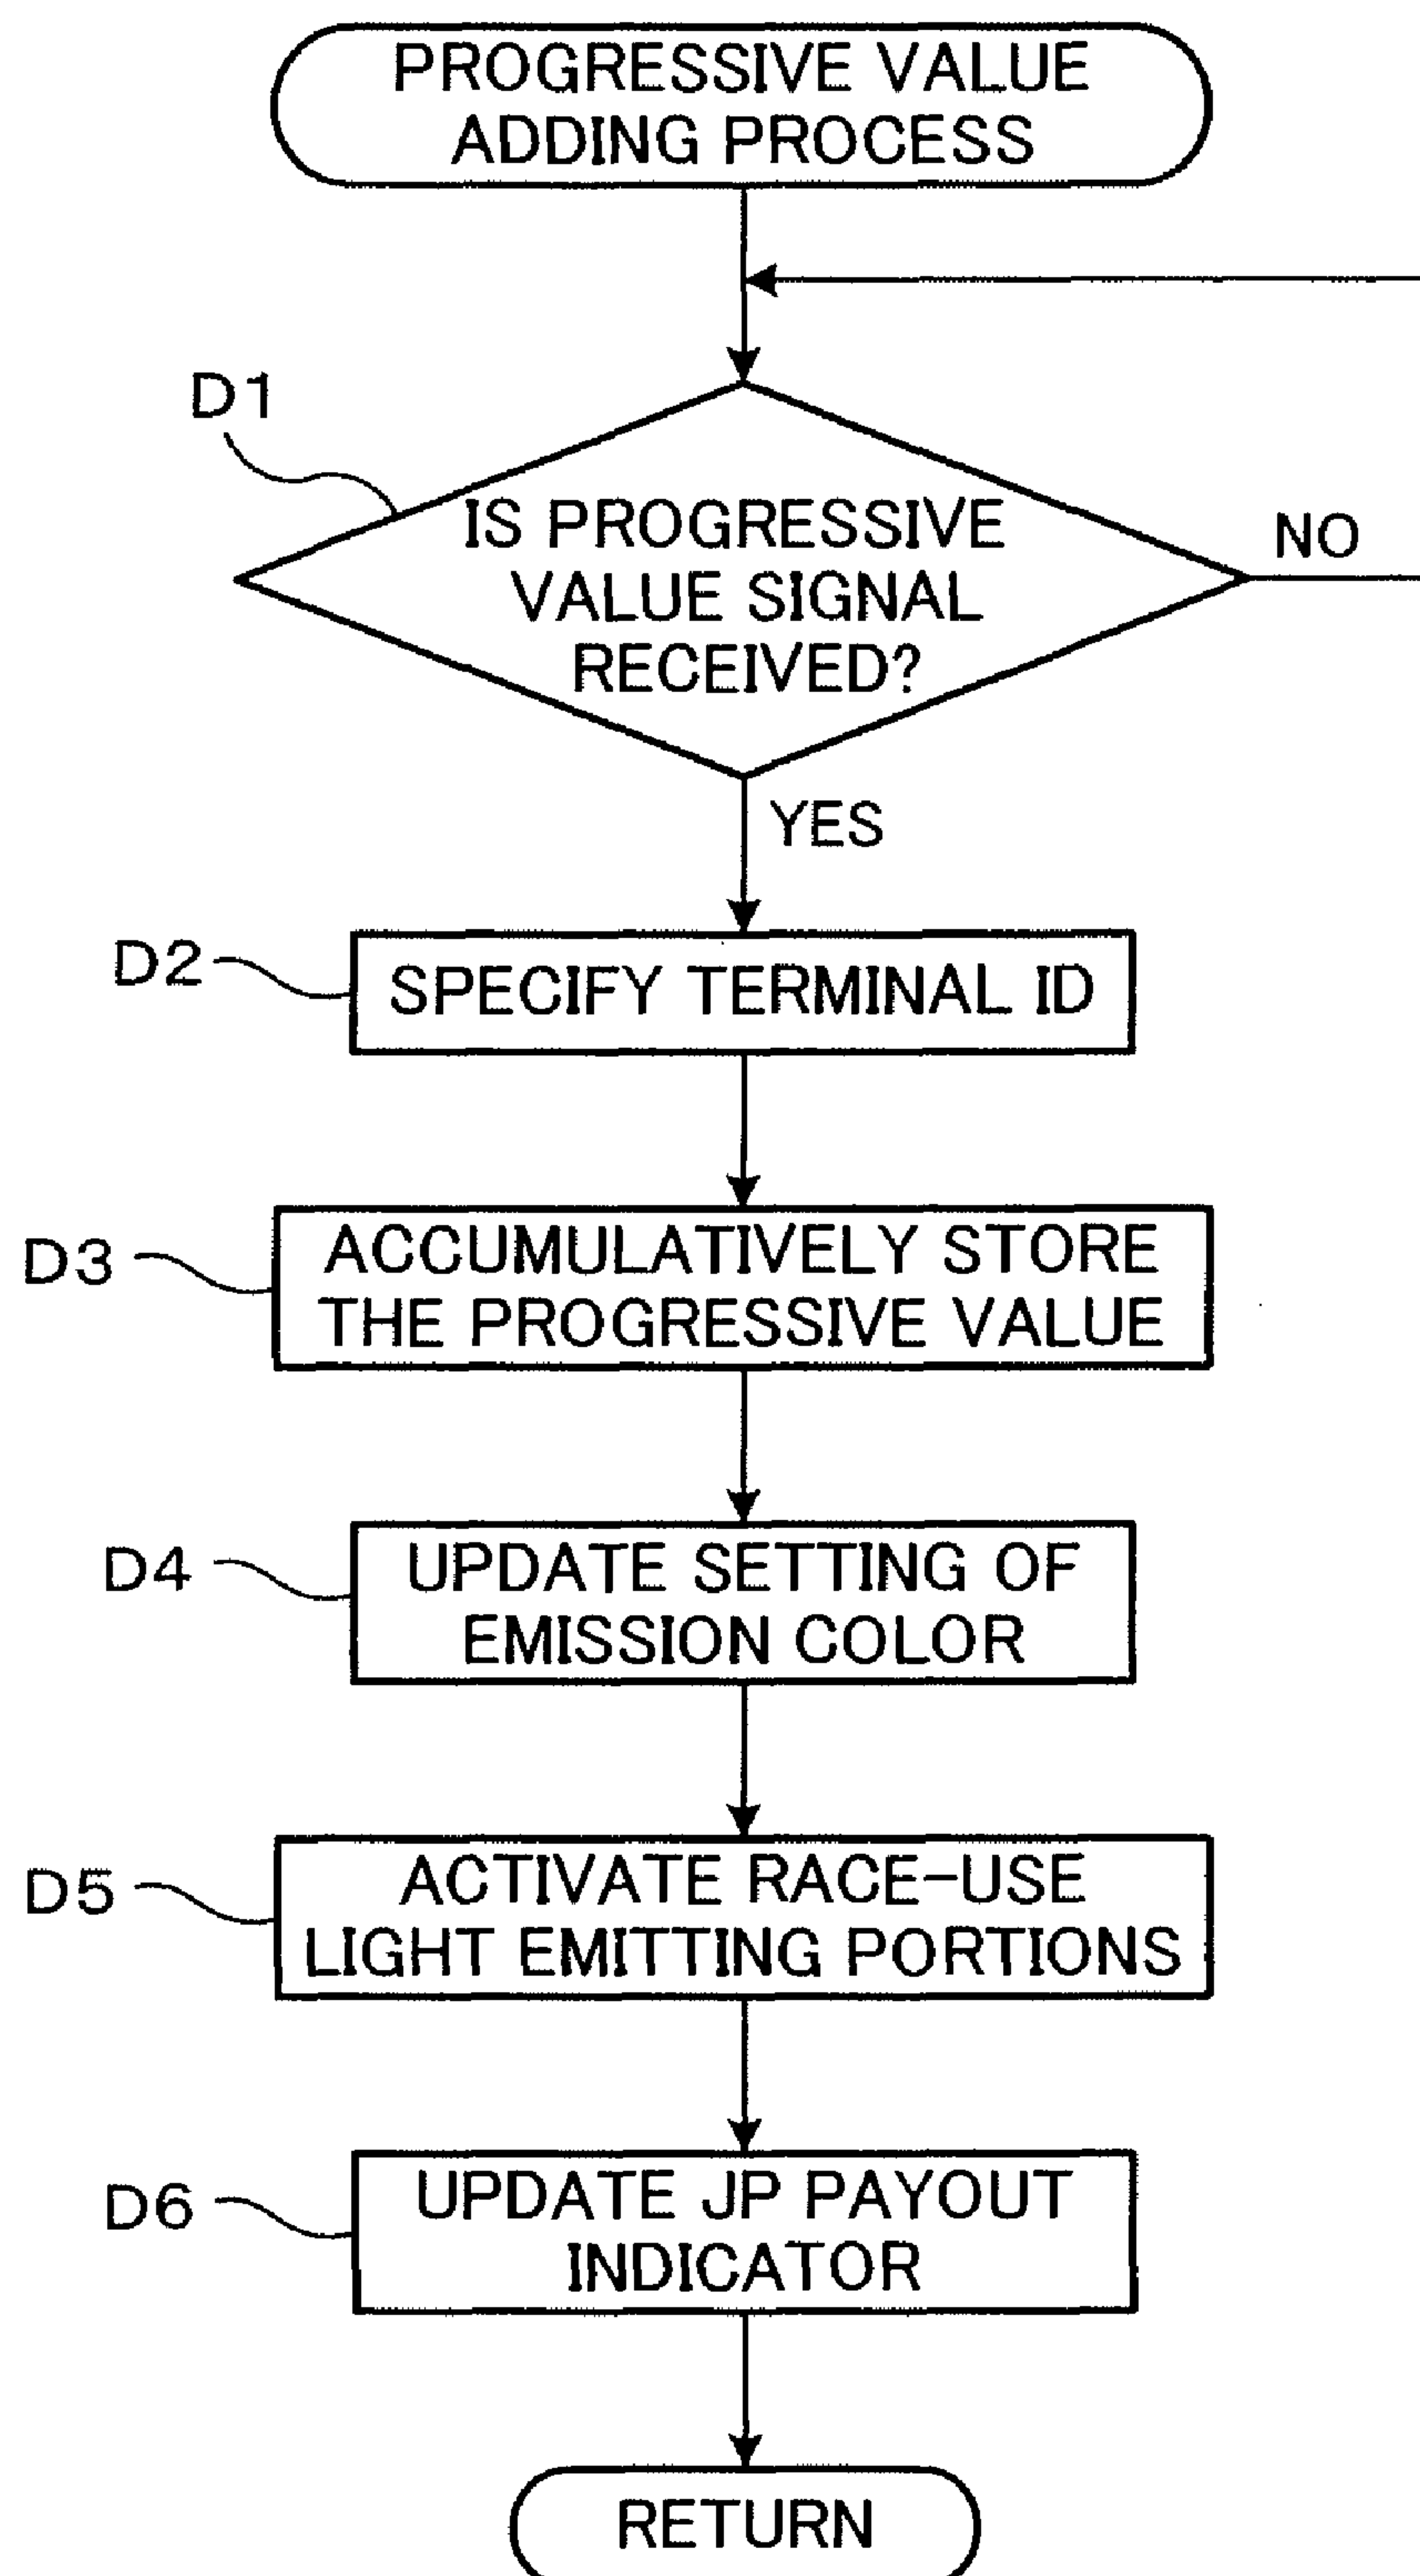 PROGRESSIVE VALUE
ADDING PROCESS
D1
IS PROGRESSIVE
VALUE SIGNAL
RECEIVED?
NO
YES
D2
SPECIFY TERMINAL ID
D3
ACCUMULATIVELY STORE
THE PROGRESSIVE VALUE
D4
UPDATE SETTING OF
EMISSION COLOR
D5
ACTIVATE RACE-USE
LIGHT EMITTING PORTIONS
D6
UPDATE JP PAYOUT
INDICATOR
RETURN